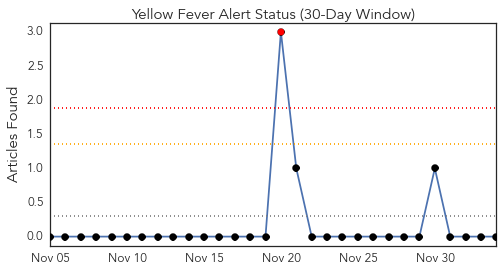 Yellow Fever Alert Status (30-Day Window)
Articles Found
3.0
2.5
2.0
1.5
1.0
0.5
0.0
Nov 05
Nov 10
Nov 15
Nov 20
Nov 25
Nov 30